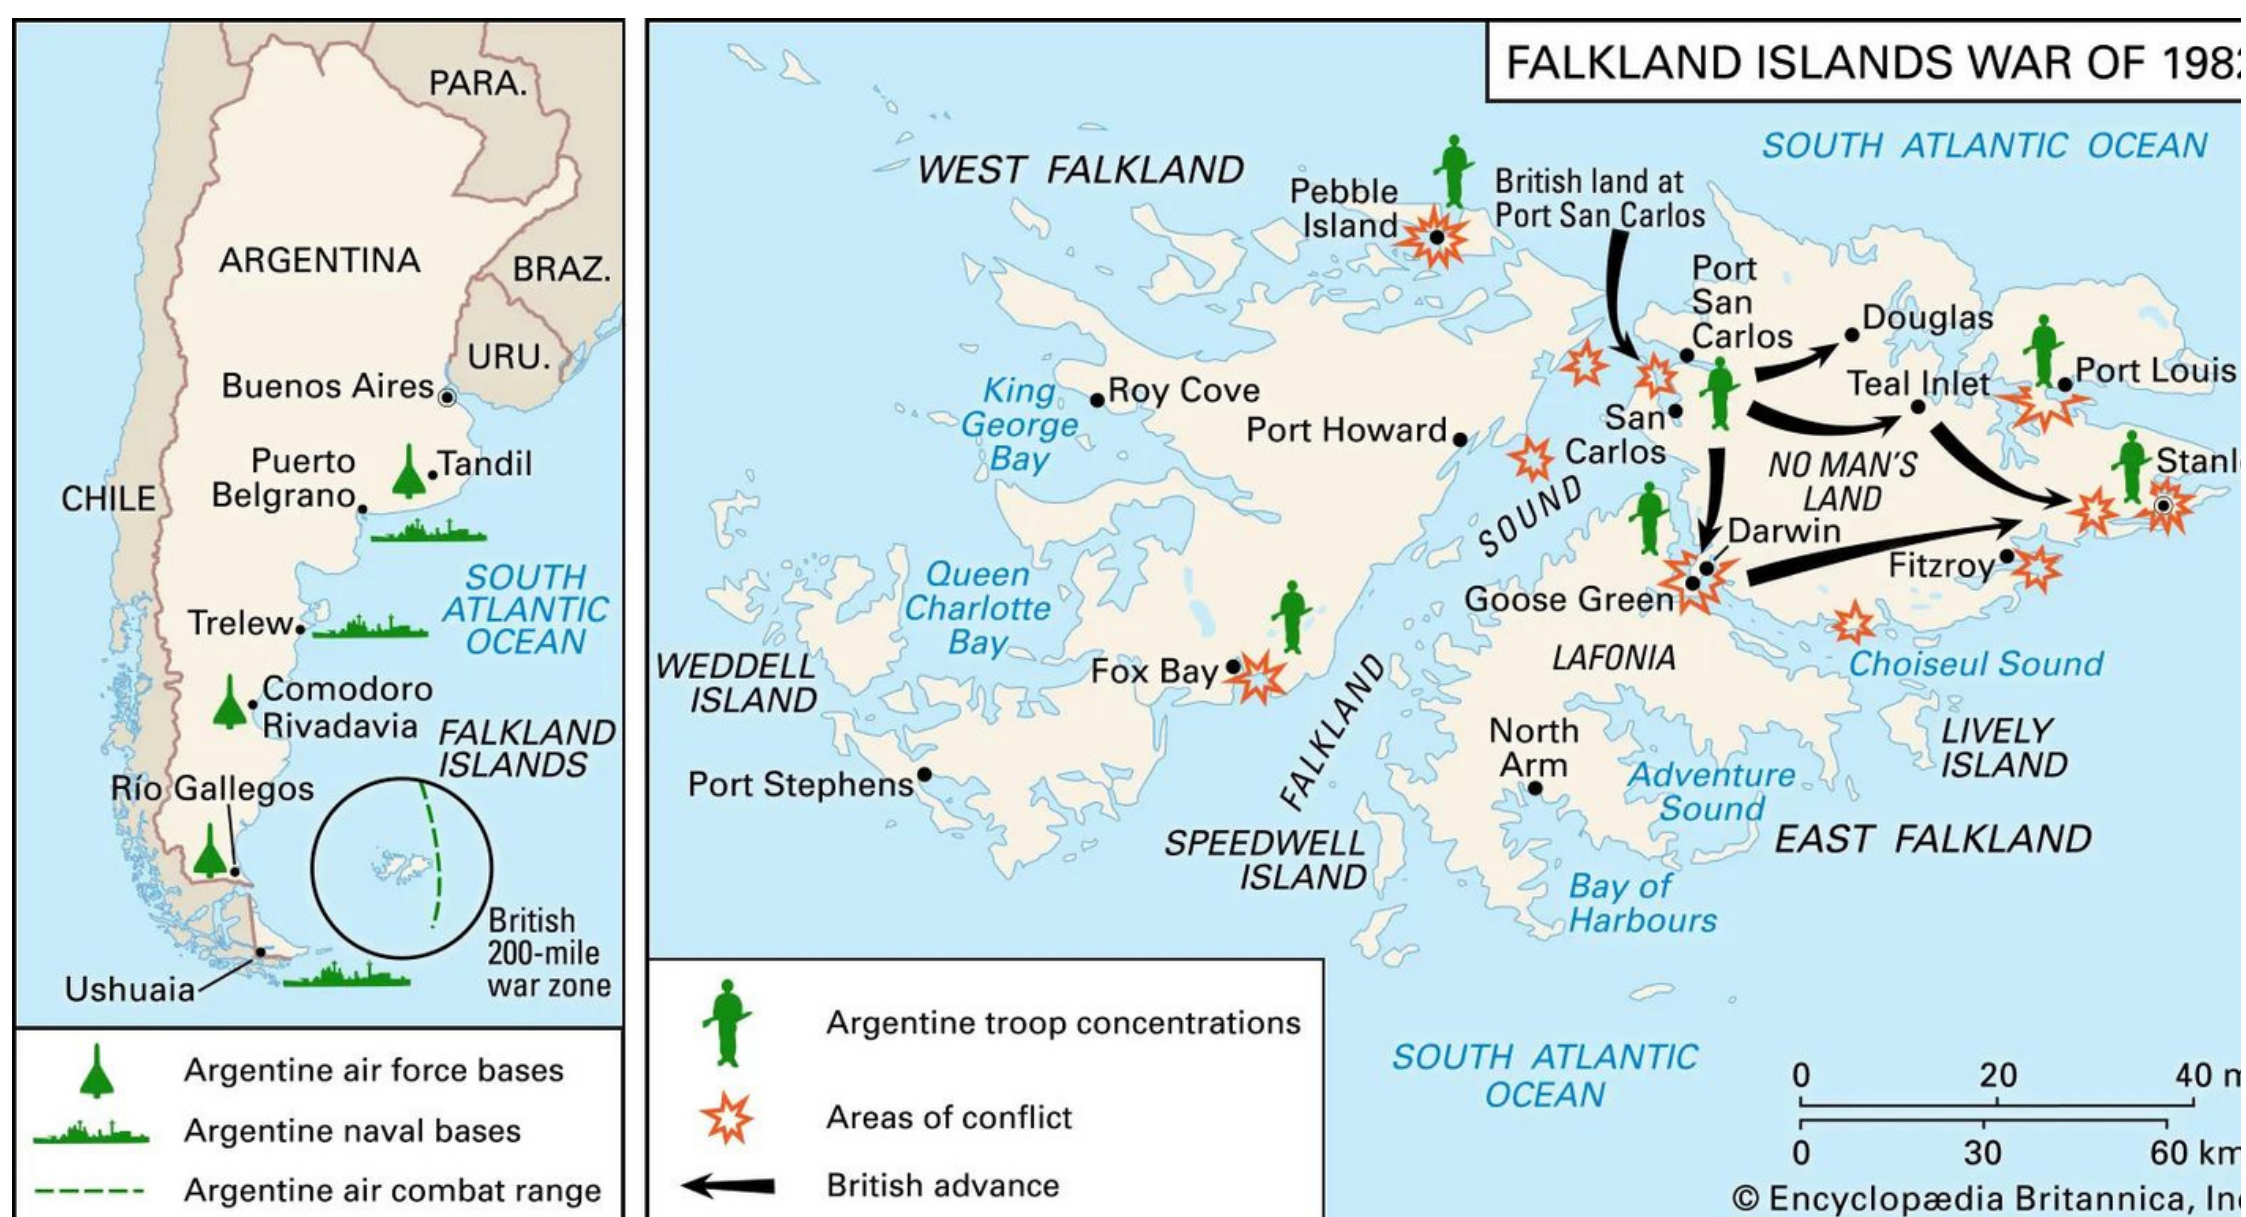 PARA.
ARGENTINA
BRAZ.
URU.
Buenos Aires
Tandil
Puerto
Belgrano
CHILE
SOUTH
ATLANTIC
OCEAN
Trelew
Comodoro
Rivadavia
FALKLAND
ISLANDS
Río Gallegos
British
200-mile
war zone
Ushuaia
Argentine air force bases
Argentine naval bases
Argentine air combat range
FALKLAND ISLANDS WAR OF 1982
SOUTH ATLANTIC OCEAN
WEST FALKLAND
Pebble
Island
British land at
Port San Carlos
Port
San
Carlos
Douglas
Teal Inlet
Port Louis
King
George
Bay
Roy Cove
Port Howard
San
Carlos
NO MAN'S
LAND
Stanl
FALKLAND SOUND
Darwin
Fitzroy
Goose Green
Queen
Charlotte
Bay
LAFONIA
Choiseul Sound
WEDDELL
ISLAND
Fox Bay
North
Arm
LIVELY
ISLAND
Port Stephens
Adventure
Sound
SPEEDWELL
ISLAND
EAST FALKLAND
Bay of
Harbours
Argentine troop concentrations
Areas of conflict
British advance
SOUTH ATLANTIC
OCEAN
0 20 40 m
0 30 60 km
© Encyclopædia Britannica, Inc